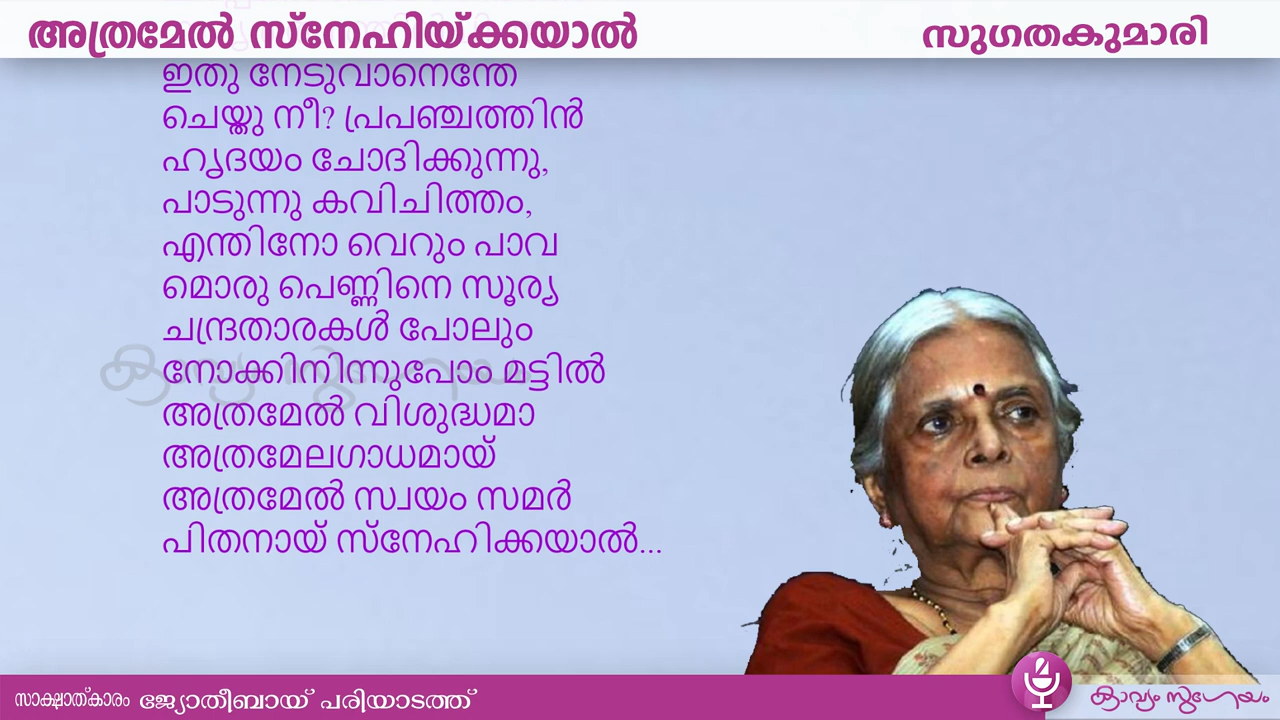 അത്രമേൽ സ്നേഹിയ്ക്കയാൽ
സുഗതകുമാരി
ഇതു നേടുവാനെന്തേ
ചെയ്തു നീ? പ്രപഞ്ചത്തിൻ
ഹൃദയം ചോദിക്കുന്നു,
പാടുന്നു കവിചിത്തം,
എന്തിനോ വെറും പാവ
മൊരു പെണ്ണിനെ സൂര്യ
ചന്ദ്രതാരകൾ പോലും
നോക്കിനിന്നുപോം മട്ടിൽ
അത്രമേൽ വിശുദ്ധമാ
അത്രമേലഗാധമായ്
അത്രമേൽ സ്വയം സമർ
പിതനായ് സ്നേഹിക്കയാൽ...
സാക്ഷാത്കാരം ജ്യോതീബായ് പരിയാടത്ത്
കാവ്യം സുഗേയം